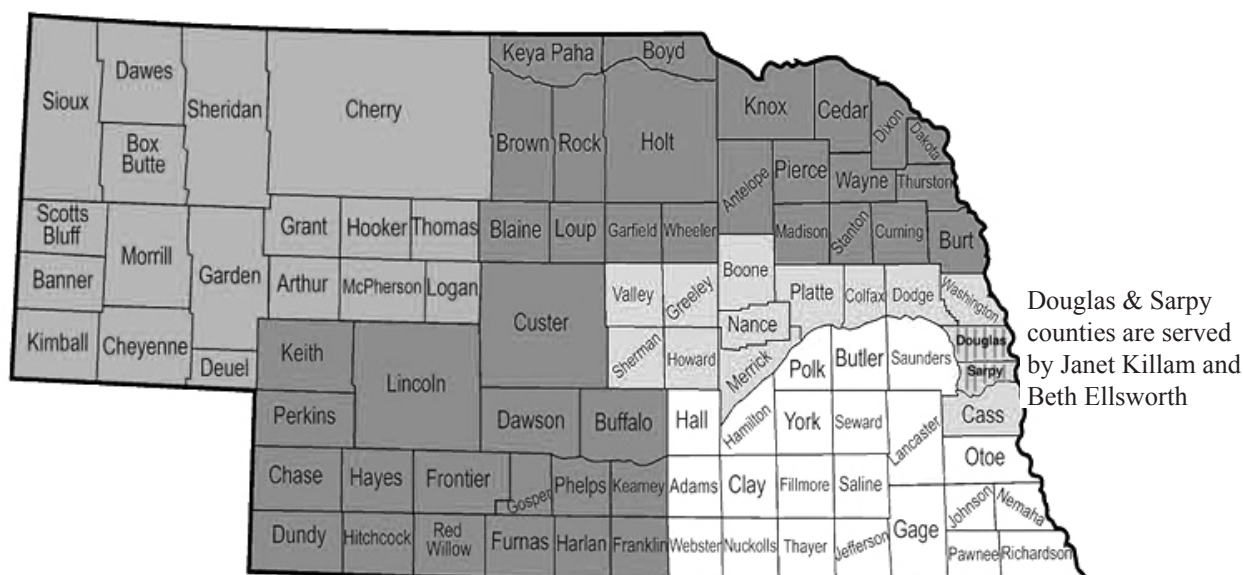 Keya Paha
Boyd
Dawes
Sioux
Sheridan
Cherry
Knox
Cedar
Dixon
Dakota
Box
Butte
Brown
Rock
Holt
Antelope
Pierce
Wayne
Thurston
Scotts
Bluff
Morrill
Garden
Grant
Hooker
Thomas
Blaine
Loup
Garfield
Wheeler
Madison
Stanton
Cuming
Burt
Banner
Arthur
McPherson
Logan
Custer
Valley
Greeley
Boone
Platte
Colfax
Dodge
Washington
Kimball
Cheyenne
Deuel
Keith
Lincoln
Sherman
Howard
Nance
Merrick
Polk
Butler
Saunders
Douglas
Sarpy
Douglas & Sarpy
counties are served
by Janet Killam and
Beth Ellsworth
Perkins
Dawson
Buffalo
Hall
Hamilton
York
Seward
Lancaster
Cass
Otoe
Chase
Hayes
Frontier
Gosper
Phelps
Kearney
Adams
Clay
Fillmore
Saline
Gage
Johnson
Nemaha
Dundy
Hitchcock
Red
Willow
Furnas
Harlan
Franklin
Webster
Nuckolls
Thayer
Jefferson
Pawnee
Richardson